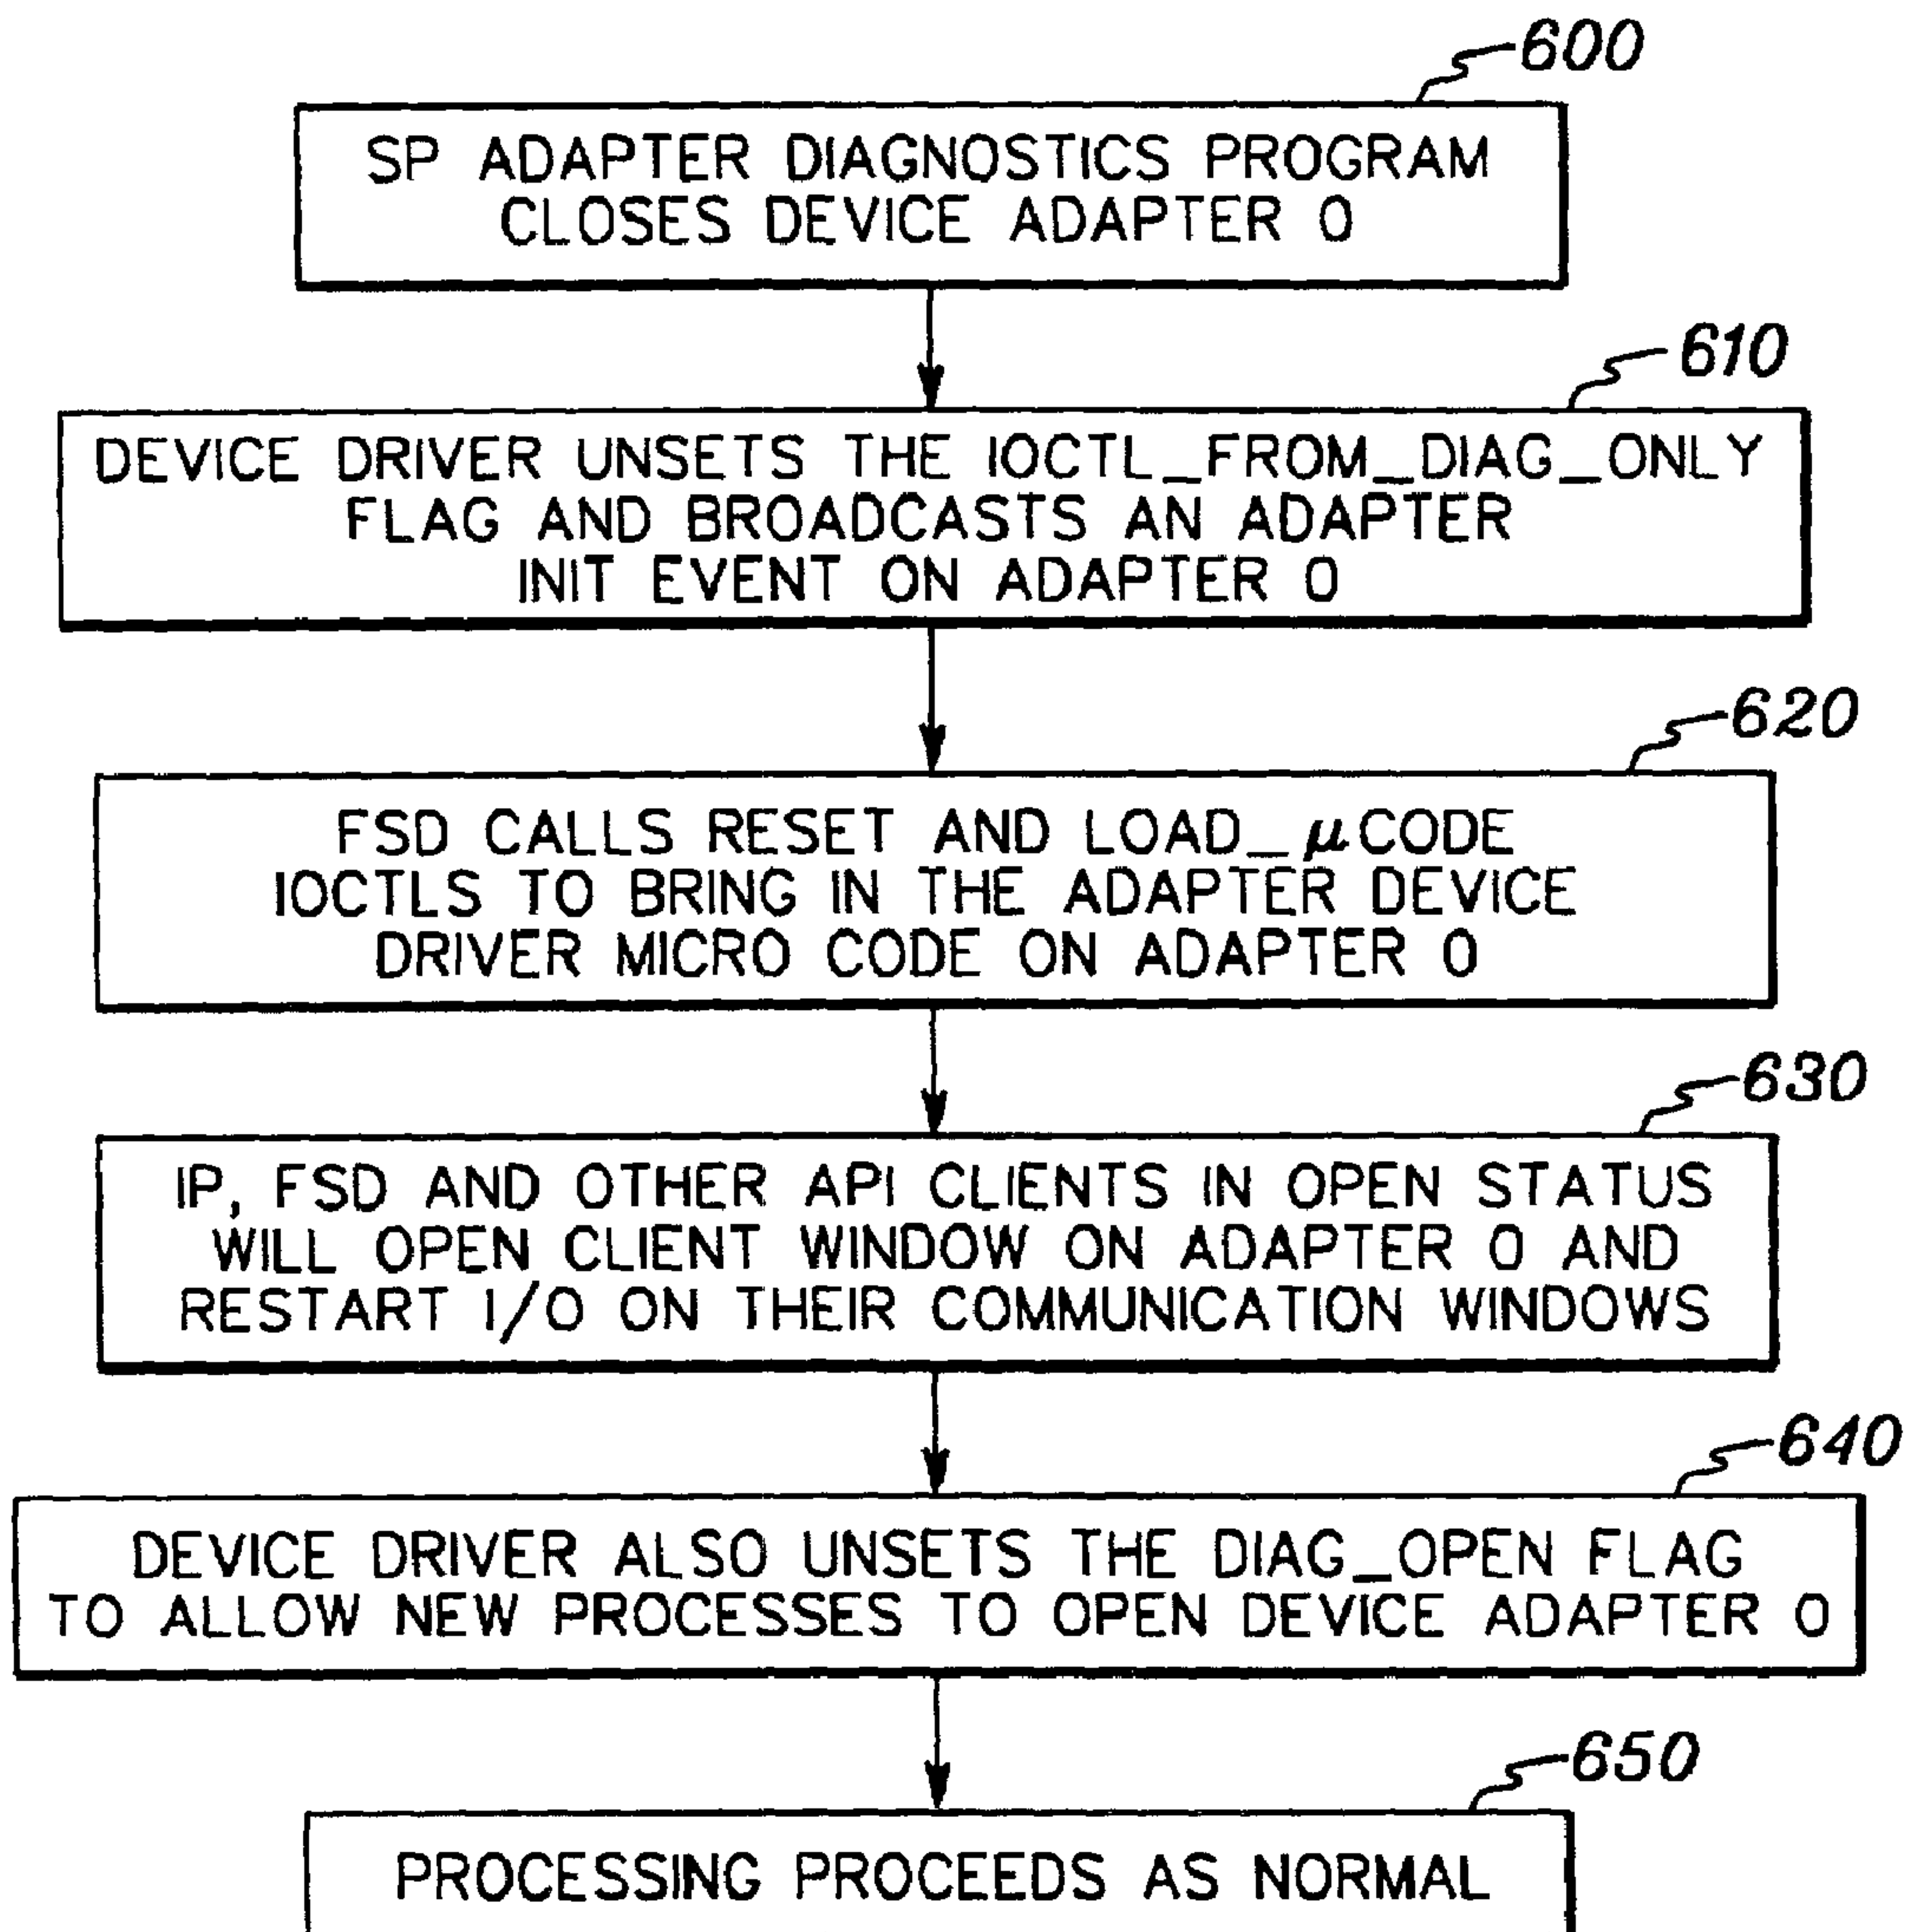 600
SP ADAPTER DIAGNOSTICS PROGRAM
CLOSES DEVICE ADAPTER 0
610
DEVICE DRIVER UNSETS THE IOCTL_FROM_DIAG_ONLY
FLAG AND BROADCASTS AN ADAPTER
INIT EVENT ON ADAPTER 0
620
FSD CALLS RESET AND LOAD_μCODE
IOCTLS TO BRING IN THE ADAPTER DEVICE
DRIVER MICRO CODE ON ADAPTER 0
630
IP, FSD AND OTHER API CLIENTS IN OPEN STATUS
WILL OPEN CLIENT WINDOW ON ADAPTER 0 AND
RESTART I/O ON THEIR COMMUNICATION WINDOWS
640
DEVICE DRIVER ALSO UNSETS THE DIAG_OPEN FLAG
TO ALLOW NEW PROCESSES TO OPEN DEVICE ADAPTER 0
650
PROCESSING PROCEEDS AS NORMAL